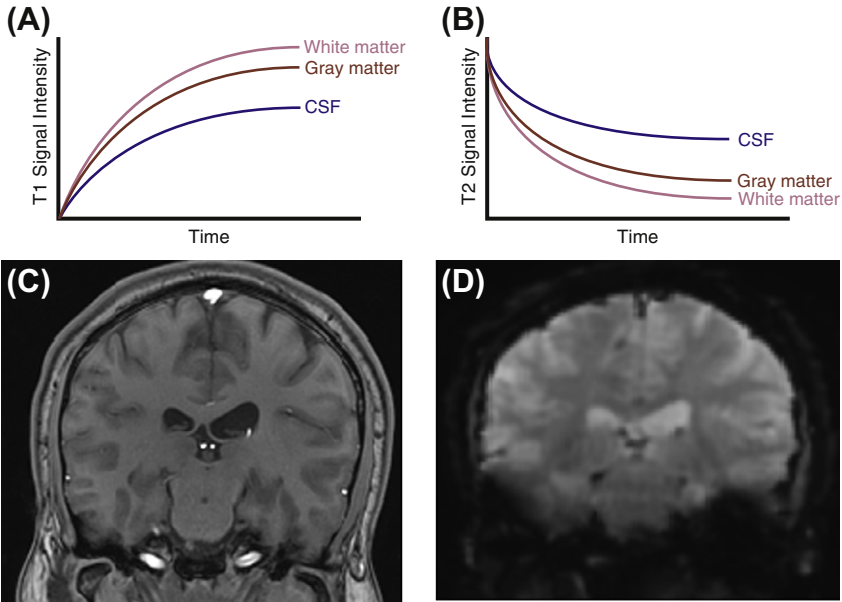 (A)
T1 Signal Intensity
White matter
Gray matter
CSF
Time
(B)
T2 Signal Intensity
CSF
Gray matter
White matter
Time
(C)
(D)